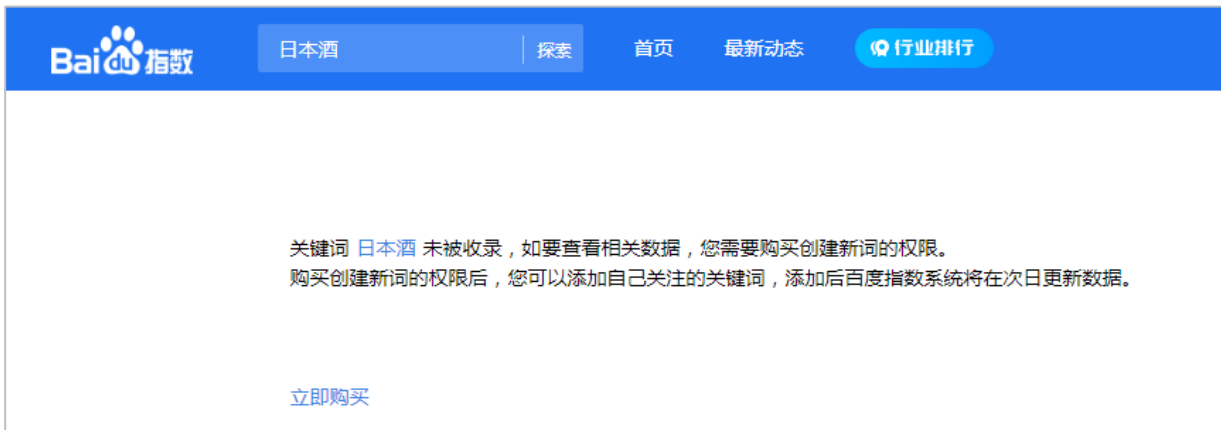 Bai du 指数 日本酒 探索 首页 最新动态 行业排行
关键词 日本酒 未被收录，如要查看相关数据，您需要购买创建新词的权限。
购买创建新词的权限后，您可以添加自己关注的关键词，添加后百度指数系统将在次日更新数据。
立即购买